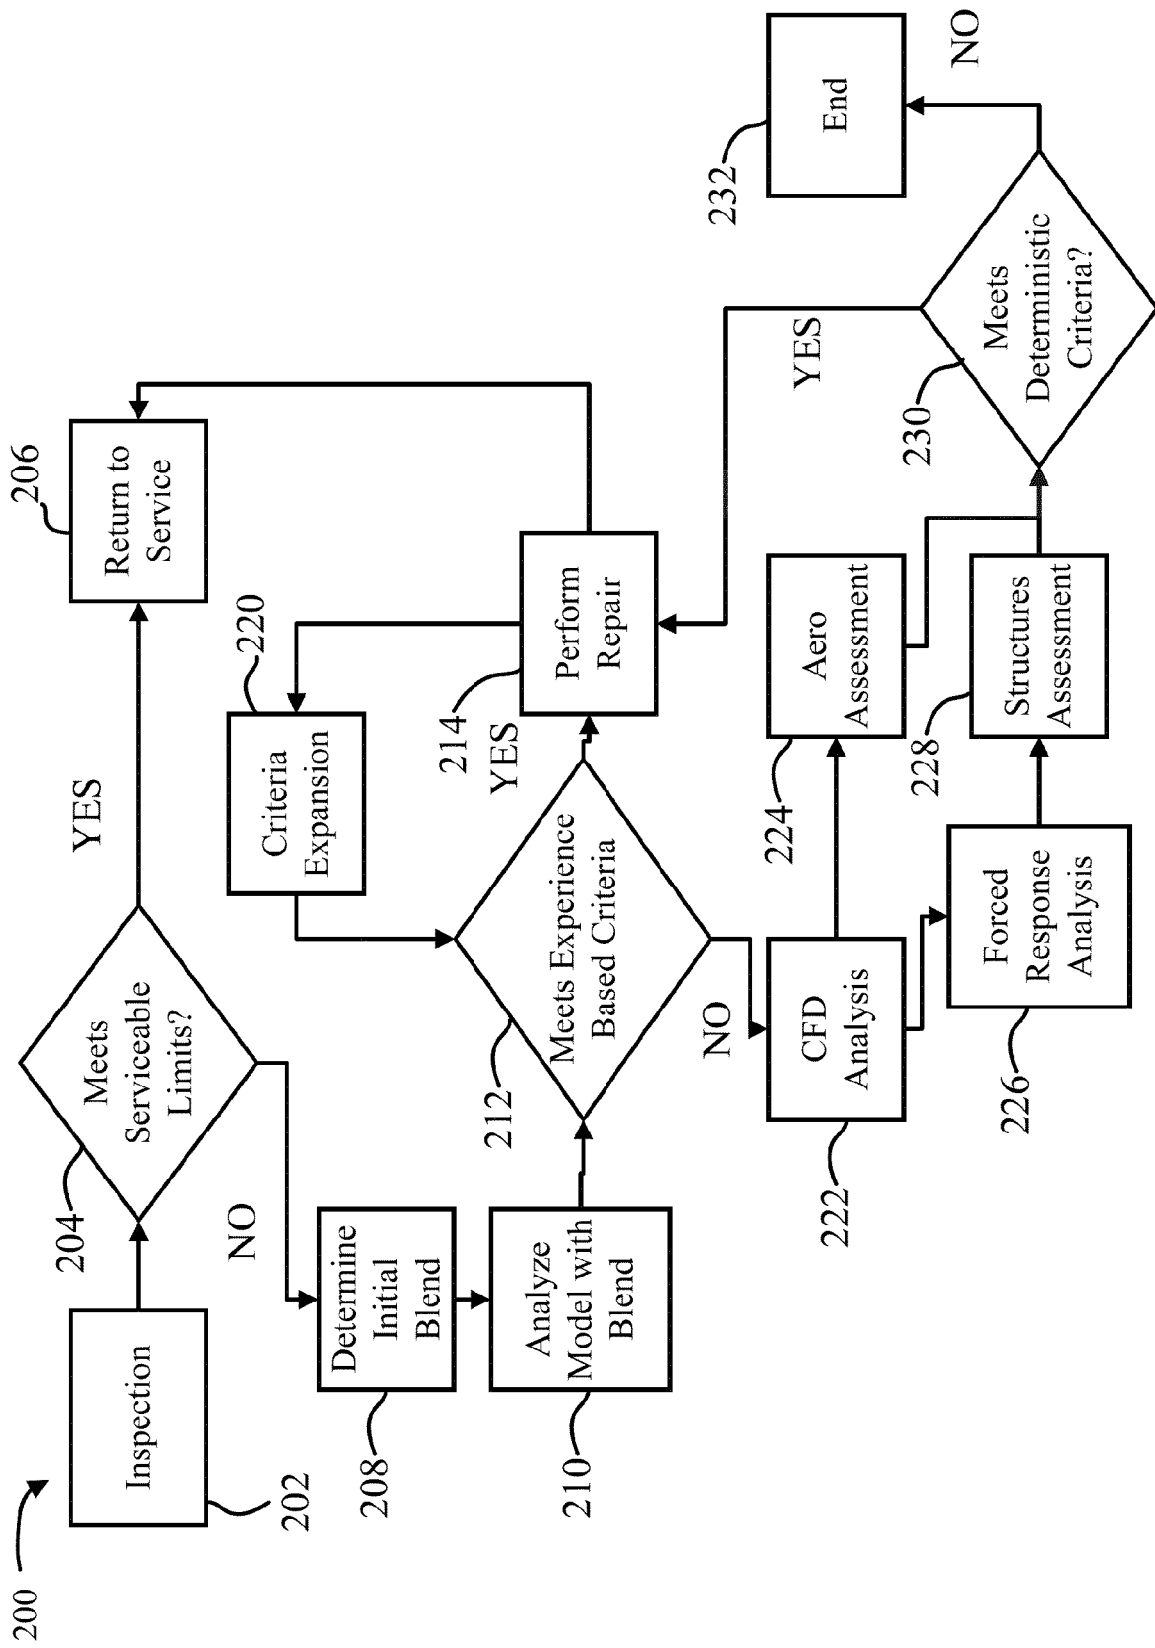 200
Inspection
202
Meets
Serviceable
Limits?
204
YES
Return to
Service
206
NO
Determine
Initial
Blend
208
Analyze
Model with
Blend
210
Criteria
Expansion
220
Meets Experience
Based Criteria
212
YES
Perform
Repair
214
NO
CFD
Analysis
222
Aero
Assessment
224
Forced
Response
Analysis
226
Structures
Assessment
228
Meets
Deterministic
Criteria?
230
YES
NO
End
232